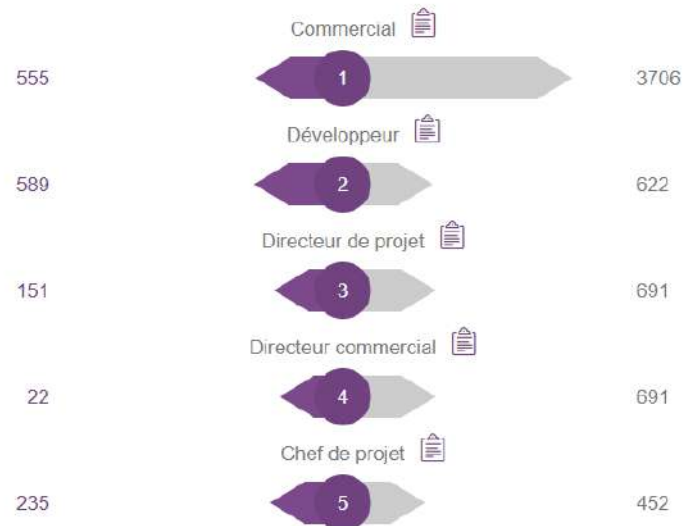 Commercial
555 1 3706
Développeur
589 2 622
Directeur de projet
151 3 691
Directeur commercial
22 4 691
Chef de projet
235 5 452